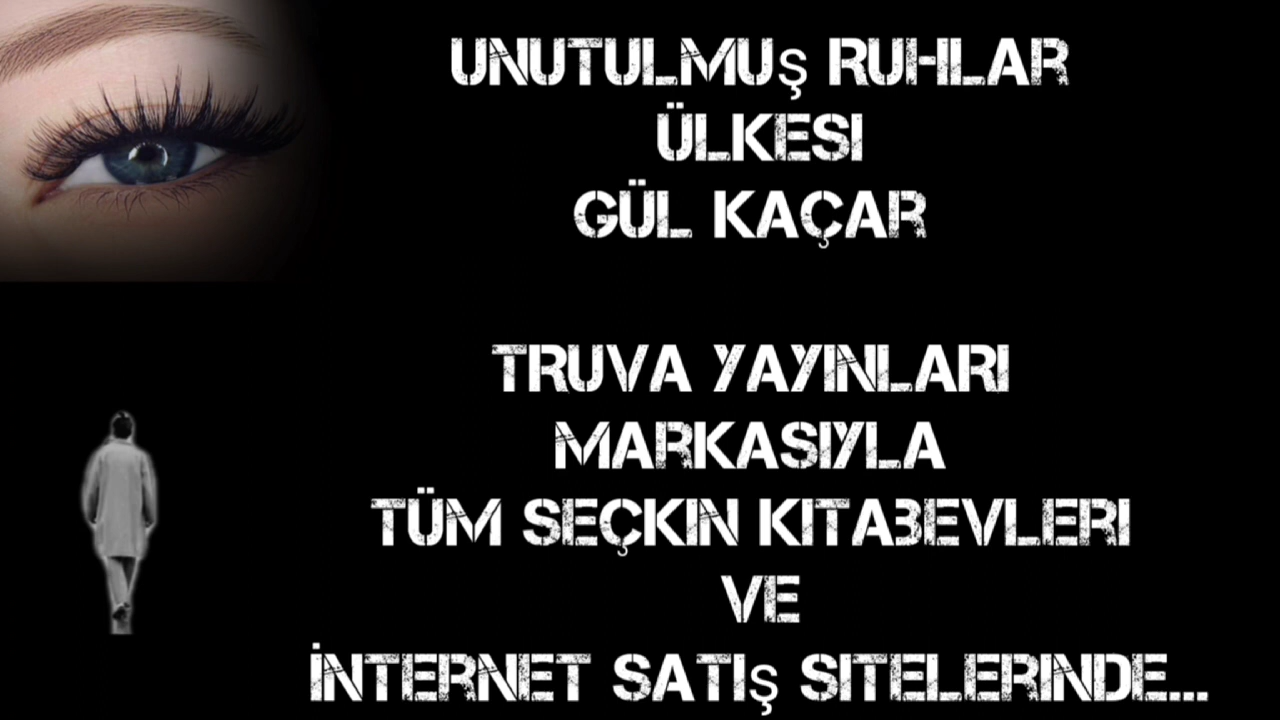 UNUTULMUş RUHLAR
ÜLKESI
GÜL KAÇAR
TRUVA YAYINLARI
MARKASIYLA
TÜM SEÇKIN KITABEVLERI
VE
İNTERNET SATIş SITELERINDE...